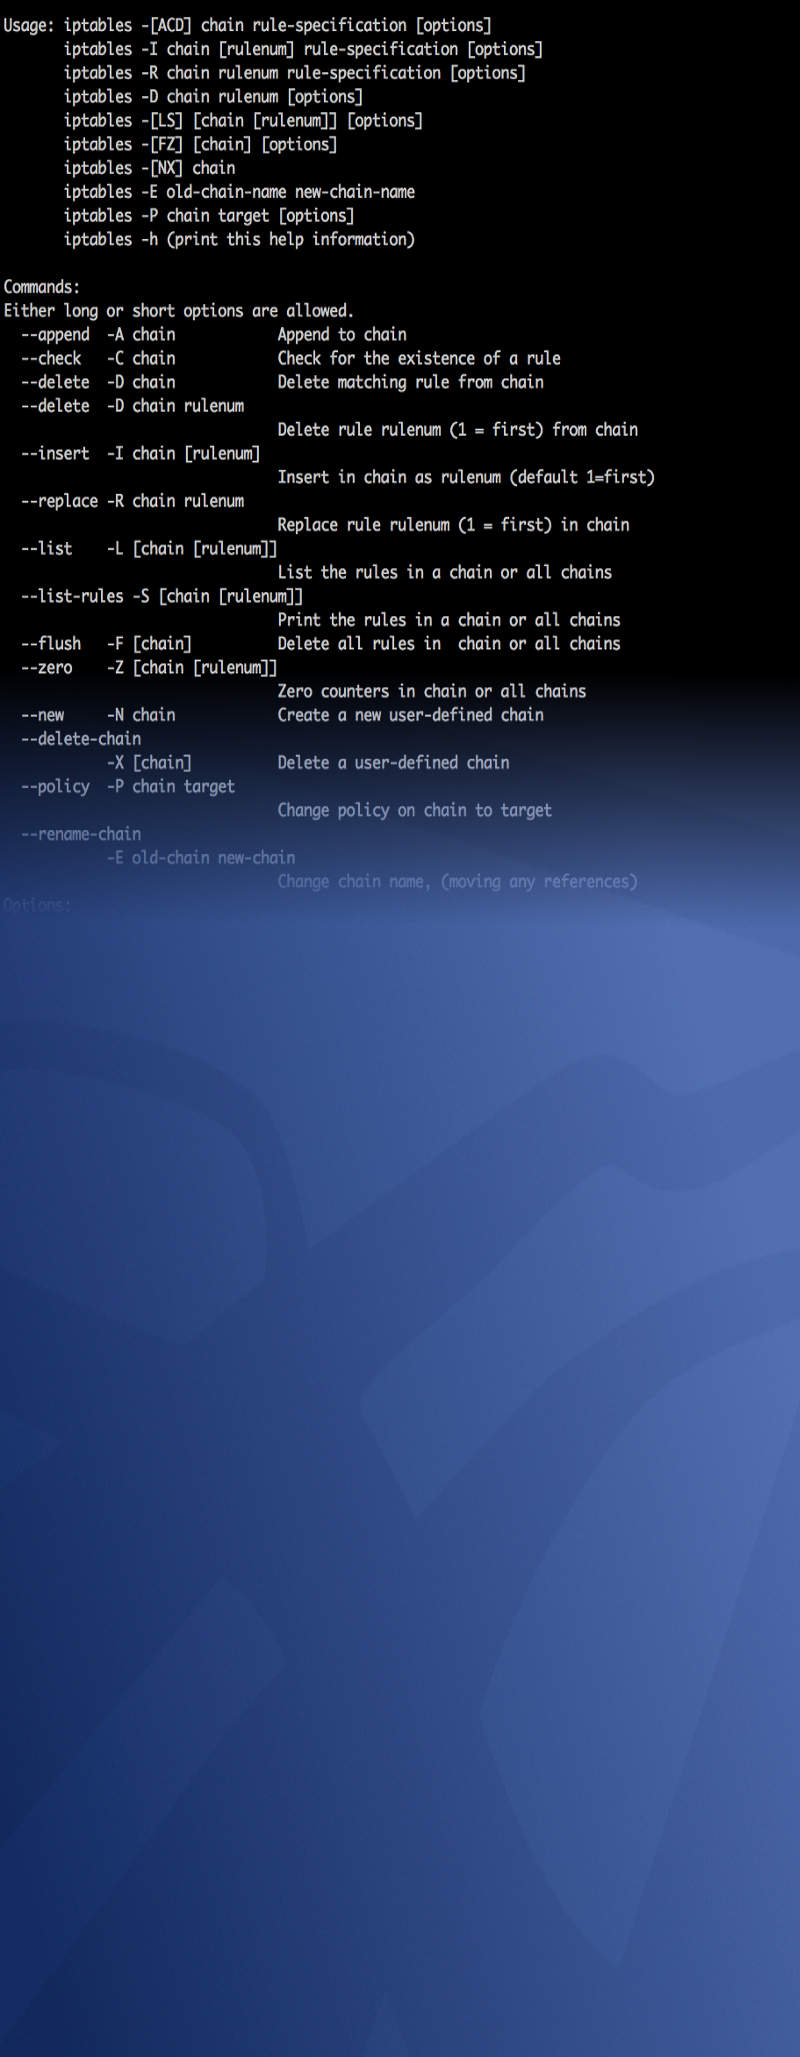 Usage: iptables -[ACD] chain rule-specification [options]
       iptables -I chain [rulenum] rule-specification [options]
       iptables -R chain rulenum rule-specification [options]
       iptables -D chain rulenum [options]
       iptables -[LS] [chain [rulenum]] [options]
       iptables -[FZ] [chain] [options]
       iptables -[NX] chain
       iptables -E old-chain-name new-chain-name
       iptables -P chain target [options]
       iptables -h (print this help information)

Commands:
Either long or short options are allowed.
  --append  -A chain            Append to chain
  --check   -C chain            Check for the existence of a rule
  --delete  -D chain            Delete matching rule from chain
  --delete  -D chain rulenum
                                Delete rule rulenum (1 = first) from chain
  --insert  -I chain [rulenum]
                                Insert in chain as rulenum (default 1=first)
  --replace -R chain rulenum
                                Replace rule rulenum (1 = first) in chain
  --list    -L [chain [rulenum]]
                                List the rules in a chain or all chains
  --list-rules -S [chain [rulenum]]
                                Print the rules in a chain or all chains
  --flush   -F [chain]          Delete all rules in  chain or all chains
  --zero    -Z [chain [rulenum]]
                                Zero counters in chain or all chains
  --new     -N chain            Create a new user-defined chain
  --delete-chain
            -X [chain]          Delete a user-defined chain
  --policy  -P chain target
                                Change policy on chain to target
  --rename-chain
            -E old-chain new-chain
                                Change chain name, (moving any references)
Options: